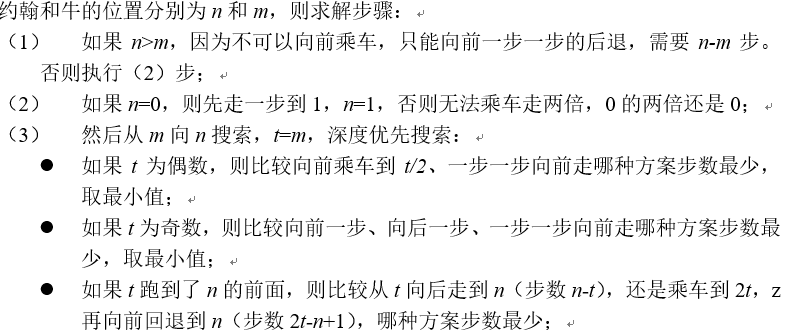 约翰和牛的位置分别为 n 和 m，则求解步骤：
（1） 如果 n>m，因为不可以向前乘车，只能向前一步一步的后退，需要 n-m 步。
否则执行（2）步；
（2） 如果 n=0，则先走一步到 1，n=1，否则无法乘车走两倍，0 的两倍还是 0；
（3） 然后从 m 向 n 搜索，t=m，深度优先搜索：
● 如果 t 为偶数，则比较向前乘车到 t/2、一步一步向前走哪种方案步数最少，
取最小值；
● 如果 t 为奇数，则比较向前一步、向后一步、一步一步向前走哪种方案步数最
少，取最小值；
● 如果 t 跑到了 n 的前面，则比较从 t 向后走到 n（步数 n-t），还是乘车到 2t，z
再向前回退到 n（步数 2t-n+1），哪种方案步数最少；